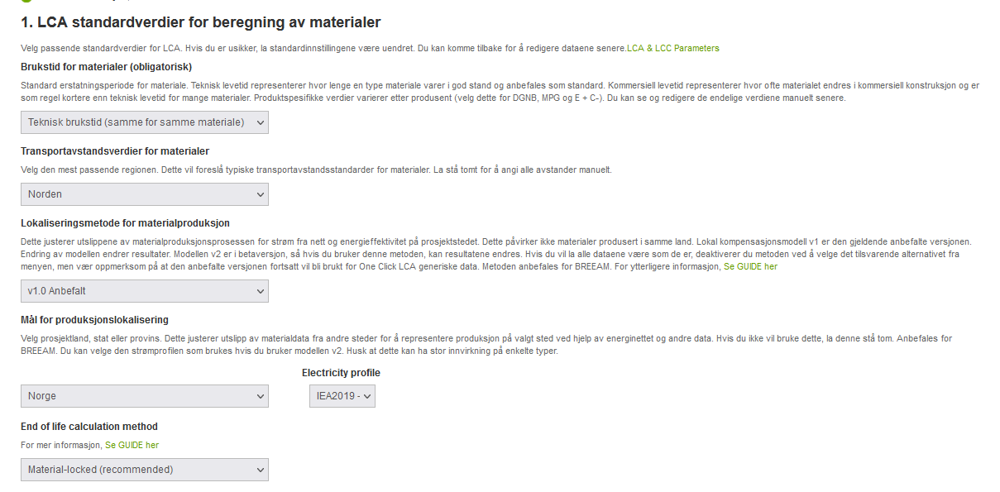 1. LCA standardverdier for beregning av materialer
Velg passende standardverdier for LCA. Hvis du er usikker, la standardinnstillingene være uendret. Du kan komme tilbake for å redigere dataene senere.LCA & LCC Parameters
Brukstid for materialer (obligatorisk)
Standard erstatningsperiode for materiale. Teknisk levetid representerer hvor lenge en type materiale varer i god stand og anbefales som standard. Kommersiell levetid representerer hvor ofte materialet endres i kommersiell konstruksjon og er
som regel kortere enn teknisk levetid for mange materialer. Produktspesifikke verdier varierer etter produsent (velg dette for DGNB, MPG og E + C-). Du kan se og redigere de endelige verdiene manuelt senere.
Teknisk brukstid (samme for samme materiale)
Transportavstandsverdier for materialer
Velg den mest passende regionen. Dette vil foreslå typiske transportavstandsstandarder for materialer. La stå tomt for å angi alle avstander manuelt.
Norden
Lokaliseringsmetode for materialproduksjon
Dette justerer utslippene av materialproduksjonsprosessen for strøm fra nett og energieffektivitet på prosjektstedet. Dette påvirker ikke materialer produsert i samme land. Lokal kompensasjonsmodell v1 er den gjeldende anbefalte versjonen.
Endring av modellen endrer resultater. Modellen v2 er i betaversjon, så hvis du bruker denne metoden, kan resultatene endres. Hvis du vil la alle dataene være som de er, deaktiverer du metoden ved å velge det tilsvarende alternativet fra
menyen, men vær oppmerksom på at den anbefalte versjonen fortsatt vil bli brukt for One Click LCA generiske data. Metoden anbefales for BREEAM. For ytterligere informasjon, Se GUIDE her
v1.0 Anbefalt
Mål for produksjonslokalisering
Velg prosjektland, stat eller provins. Dette justerer utslipp av materialdata fra andre steder for å representere produksjon på valgt sted ved hjelp av energinettet og andre data. Hvis du ikke vil bruke dette, la denne stå tom. Anbefales for
BREEAM. Du kan velge den strømprofilen som brukes hvis du bruker modellen v2. Husk at dette kan ha stor innvirkning på enkelte typer.
Electricity profile
Norge
IEA2019 -
End of life calculation method
For mer informasjon, Se GUIDE her
Material-locked (recommended)